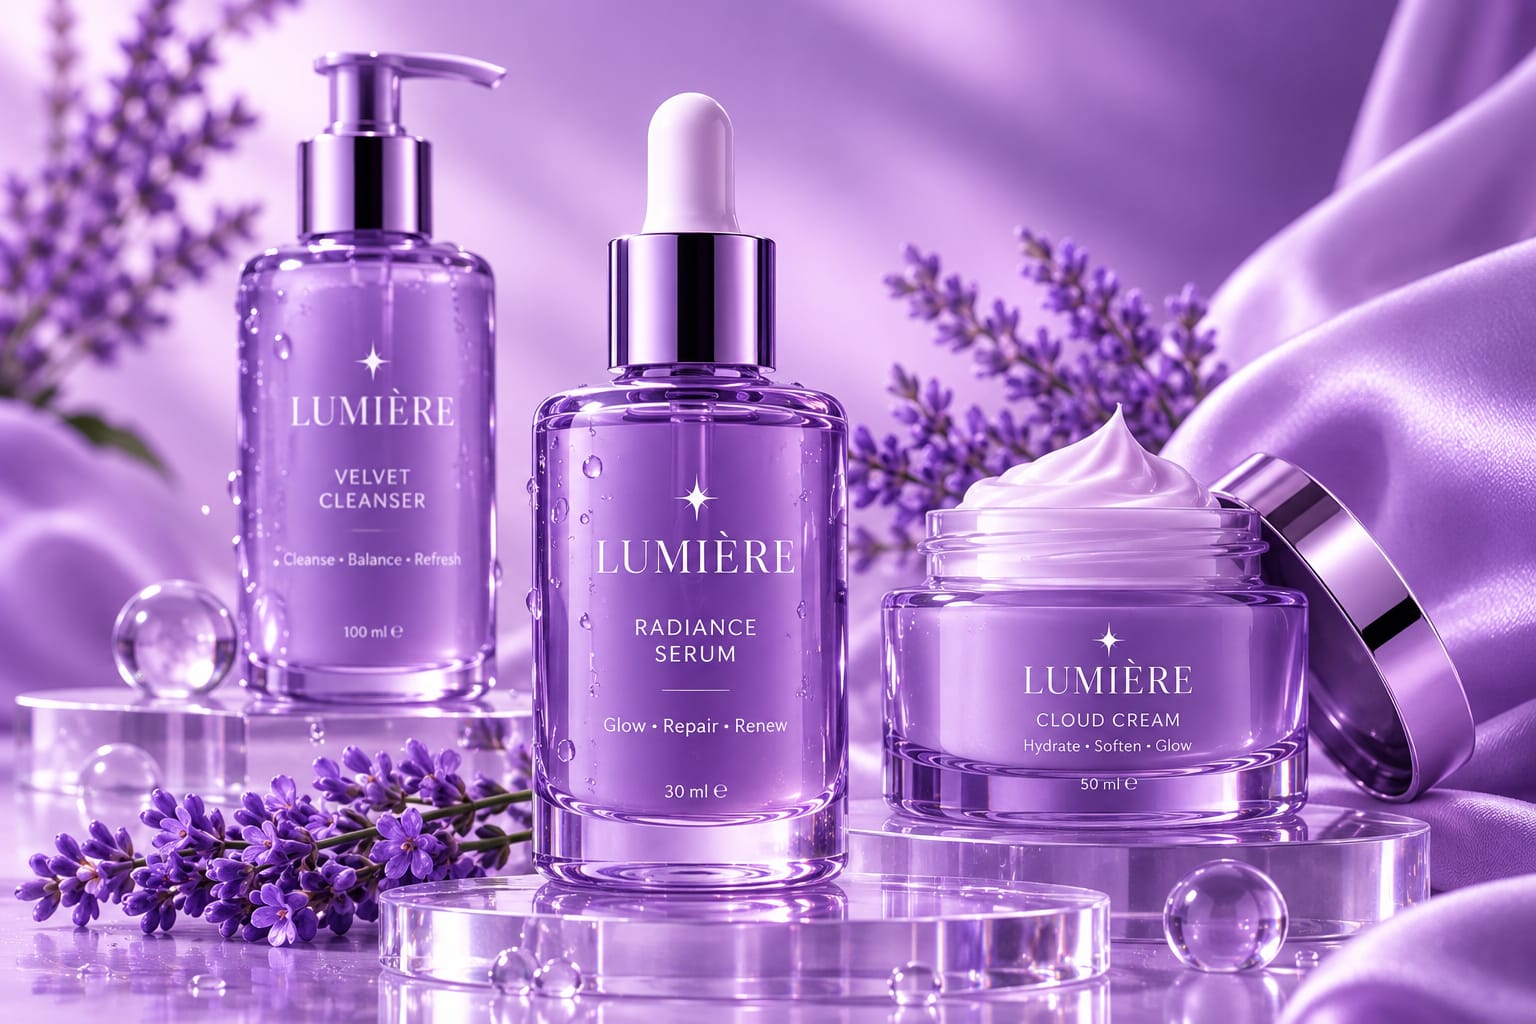 LUMIÈRE
VELVET
CLEANSER
Cleanse • Balance • Refresh
100 ml ℮
LUMIÈRE
RADIANCE
SERUM
Glow • Repair • Renew
30 ml ℮
LUMIÈRE
CLOUD CREAM
Hydrate • Soften • Glow
50 ml ℮